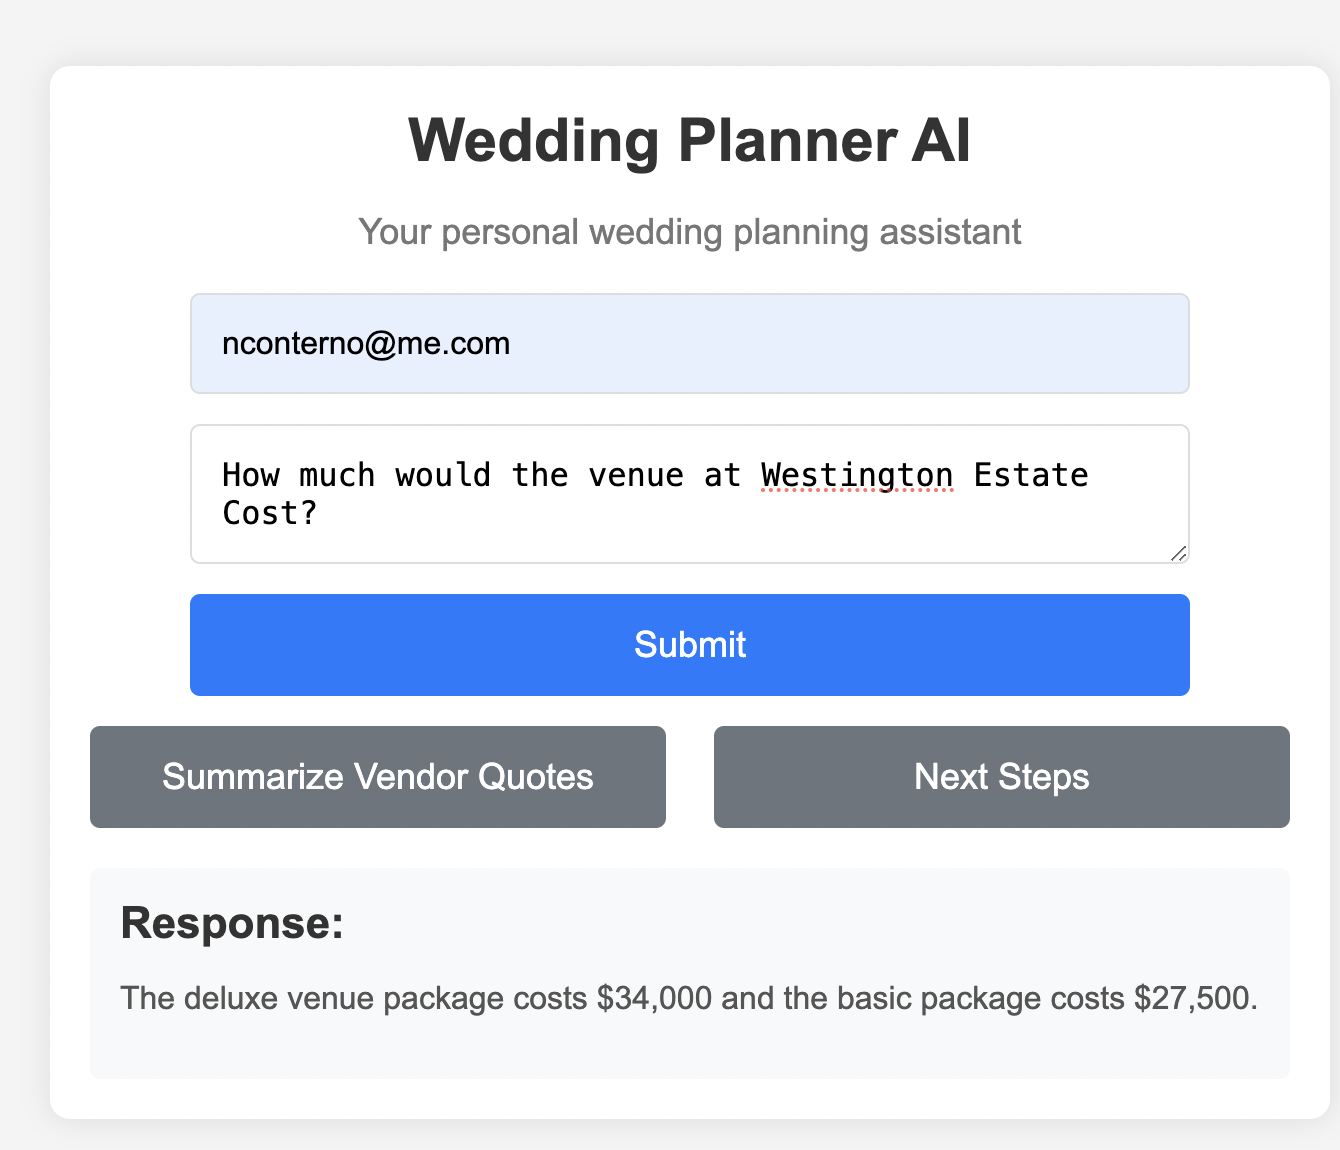 Wedding Planner AI
Your personal wedding planning assistant
nconterno@me.com
How much would the venue at Westington Estate
Cost?
Submit
Summarize Vendor Quotes
Next Steps
Response:
The deluxe venue package costs $34,000 and the basic package costs $27,500.